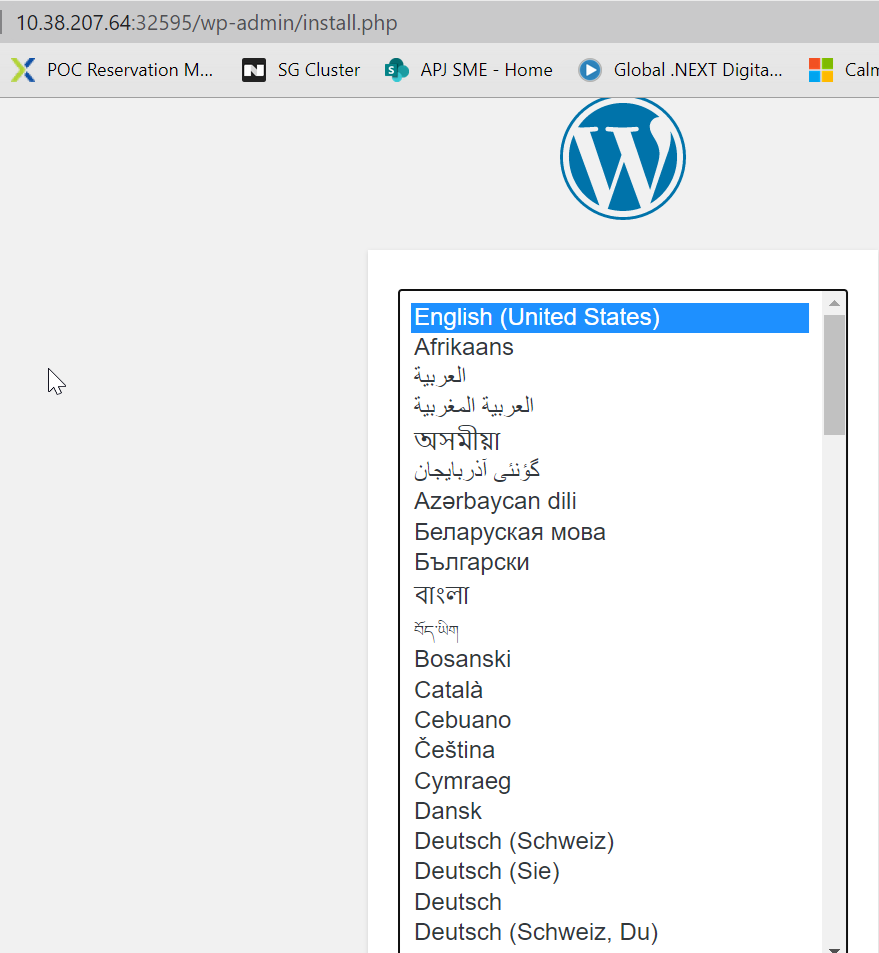 10.38.207.64:32595/wp-admin/install.php
POC Reservation M... SG Cluster APJ SME - Home Global .NEXT Digita... Calm
English (United States)
Afrikaans
العربية
العربية المغربية
অসমীয়া
گؤنئی آذربایجان
Azərbaycan dili
Беларуская мова
Български
বাংলা
བོད་ཡིག
Bosanski
Català
Cebuano
Čeština
Cymraeg
Dansk
Deutsch (Schweiz)
Deutsch (Sie)
Deutsch
Deutsch (Schweiz, Du)